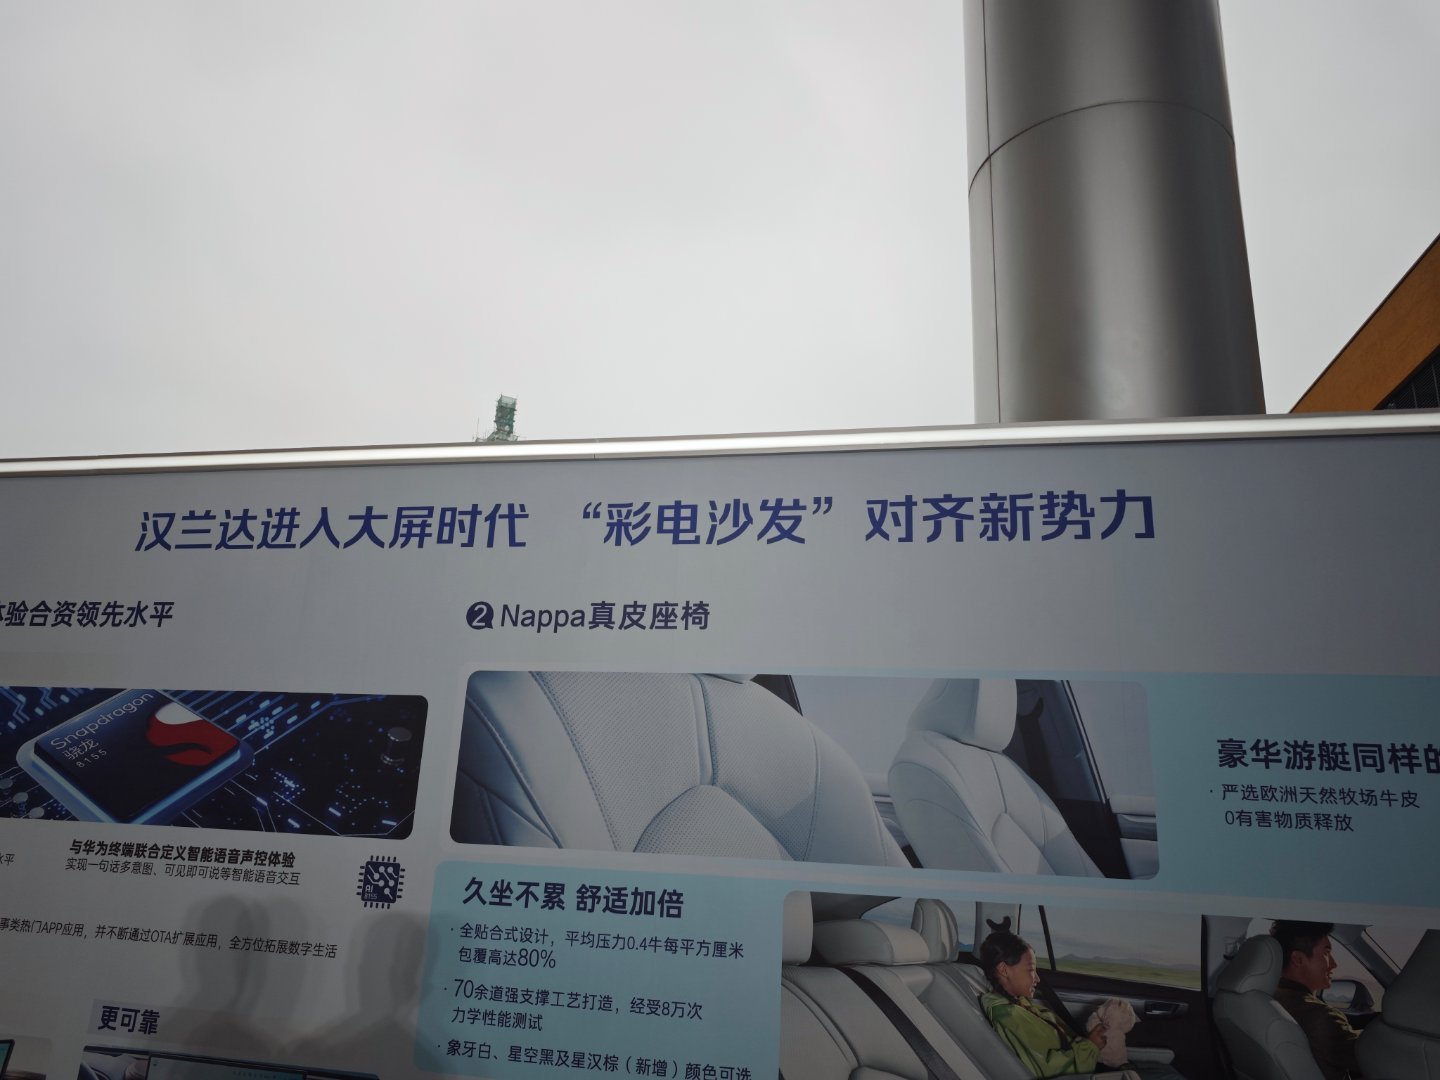 汉兰达进入大屏时代 “彩电沙发” 对齐新势力
验合资领先水平
Snapdragon
骁龙
8155
水平
与华为终端联合定义智能语音声控体验
实现一句话多意图、可见即可说等智能语音交互
AI
8155
事类热门APP应用，并不断通过OTA扩展应用，全方位拓展数字生活
更可靠
2 Nappa真皮座椅
豪华游艇同样的
· 严选欧洲天然牧场牛皮
0有害物质释放
久坐不累 舒适加倍
· 全贴合式设计，平均压力0.4牛每平方厘米
包覆高达80%
· 70余道强支撑工艺打造，经受8万次
力学性能测试
· 象牙白、星空黑及星汉棕（新增）颜色可选